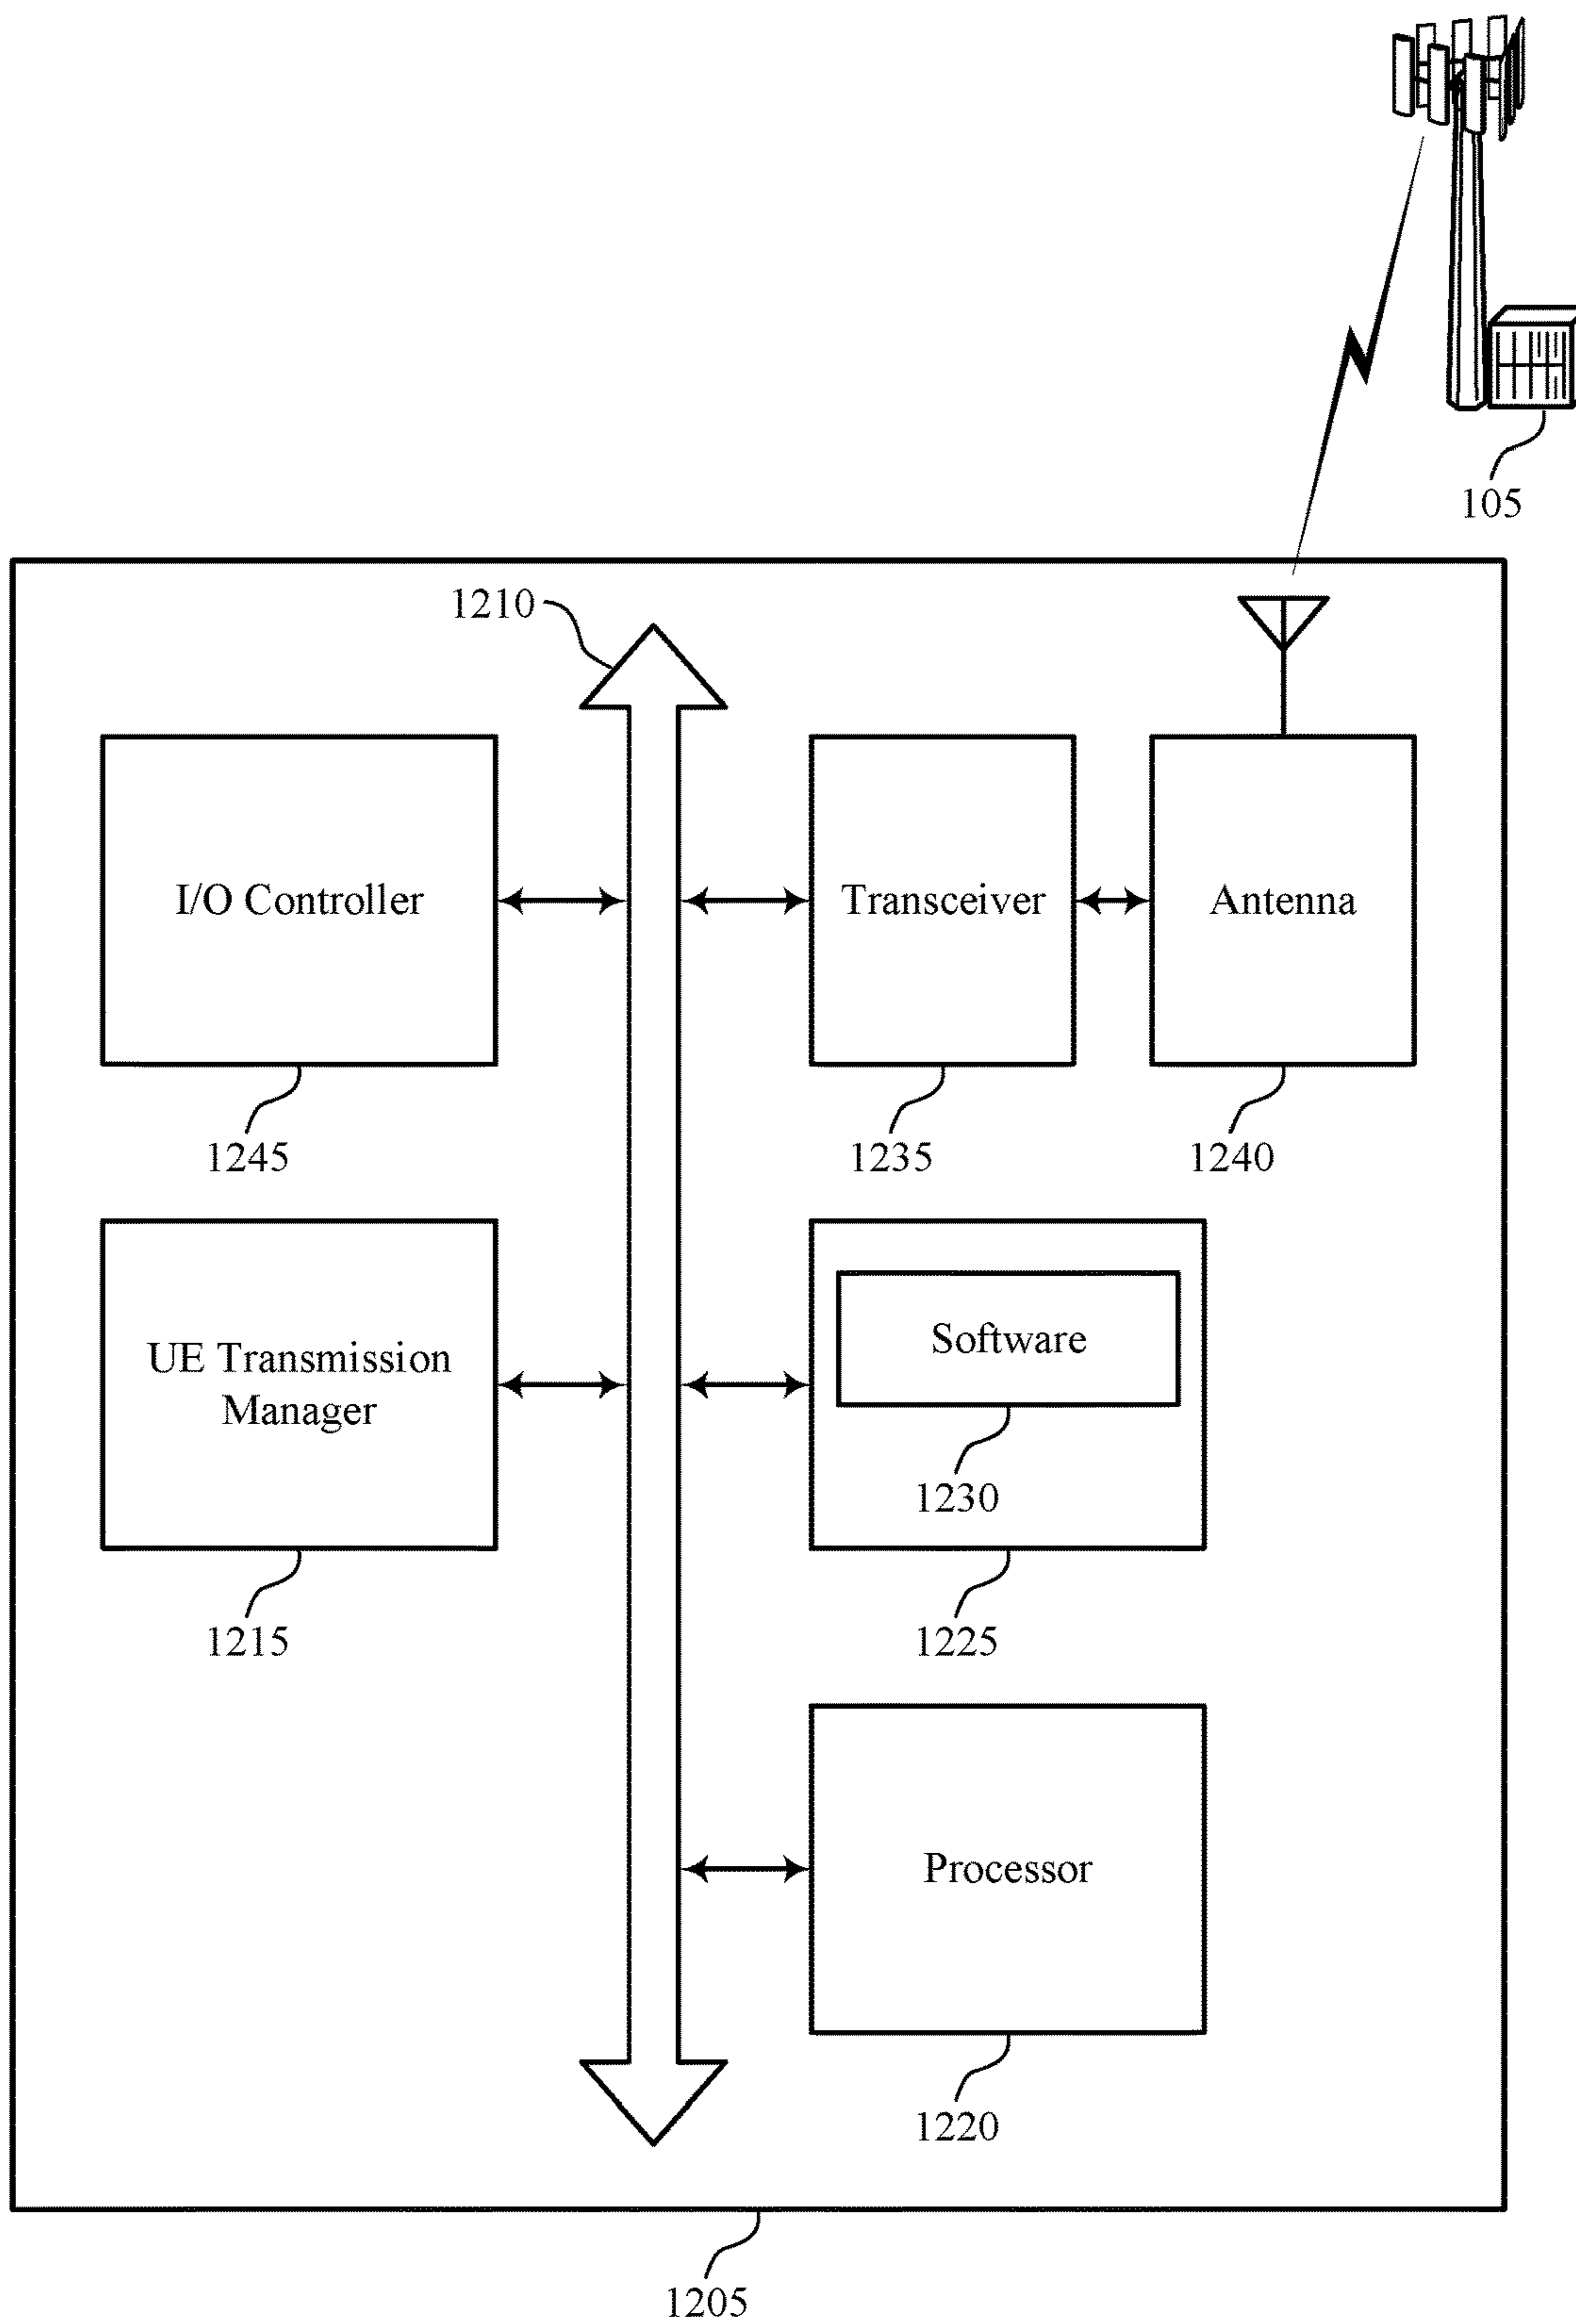 105
1210
I/O Controller
Transceiver
Antenna
1245
1235
1240
UE Transmission
Manager
Software
1230
1215
1225
Processor
1220
1205